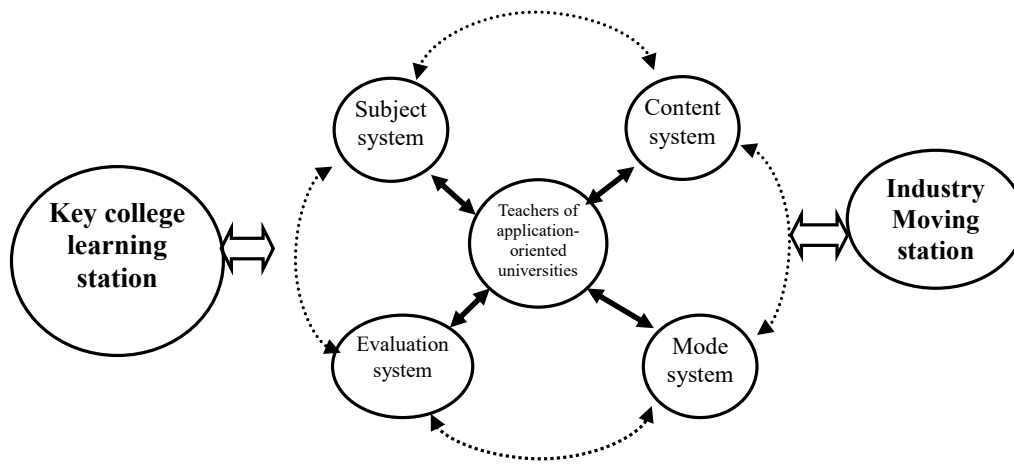 Subject
system
Content
system
Key college
learning
station
Teachers of
application-
oriented
universities
Industry
Moving
station
Evaluation
system
Mode
system